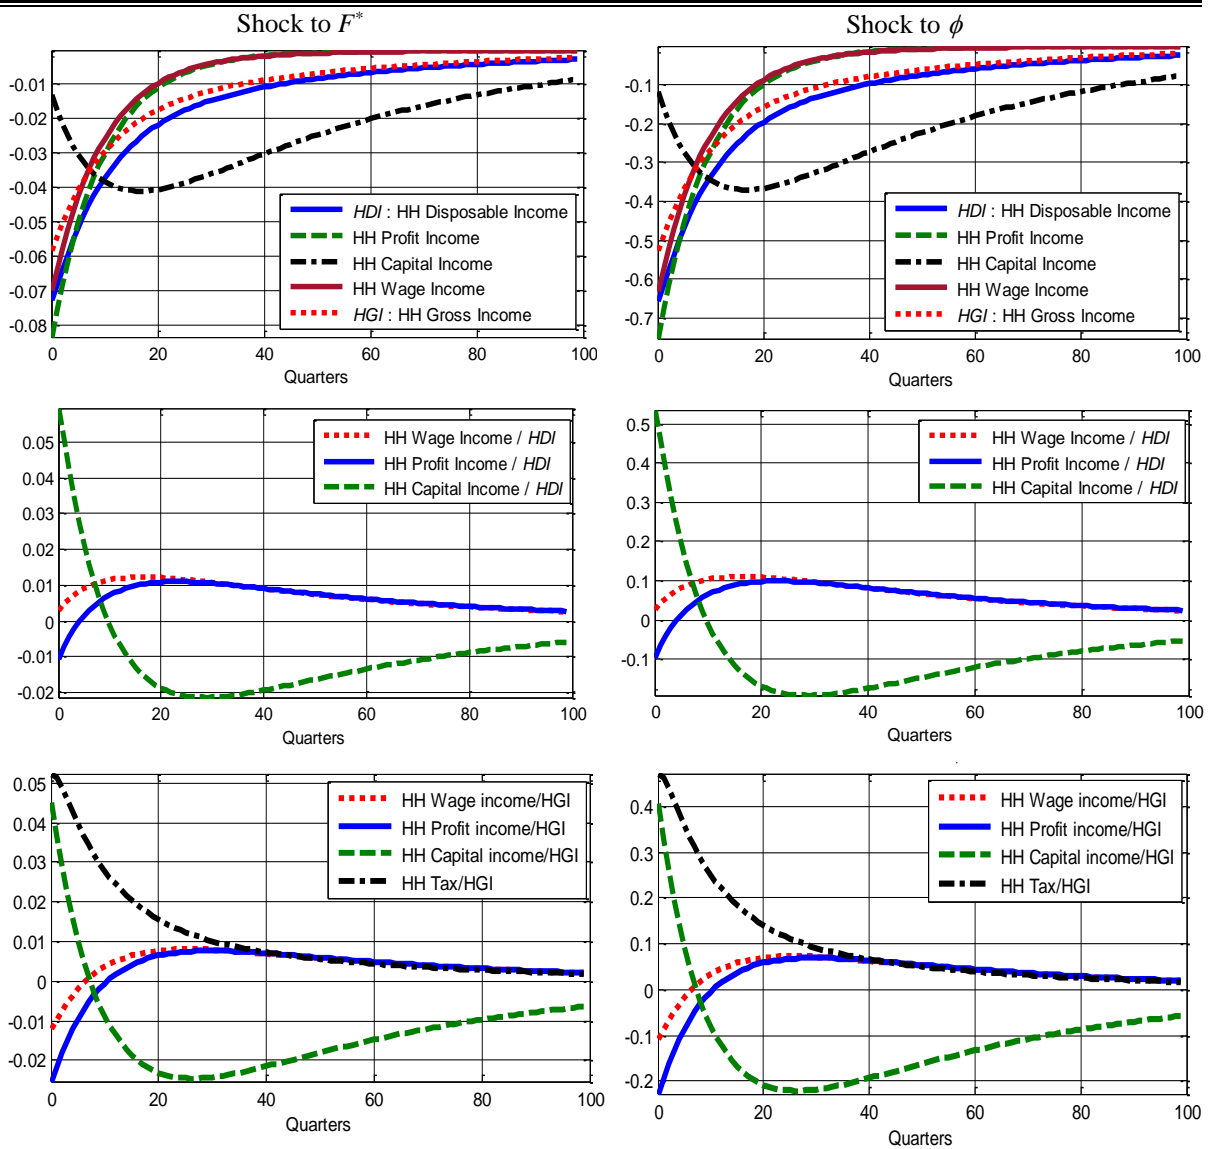 Shock to F*
Shock to ϕ
-0.01
-0.02
-0.03
-0.04
-0.05
-0.06
-0.07
-0.08
HDI : HH Disposable Income
HH Profit Income
HH Capital Income
HH Wage Income
HGI : HH Gross Income
0 20 40 60 80 100
Quarters
-0.1
-0.2
-0.3
-0.4
-0.5
-0.6
-0.7
HDI : HH Disposable Income
HH Profit Income
HH Capital Income
HH Wage Income
HGI : HH Gross Income
0 20 40 60 80 100
Quarters
0.05
0.04
0.03
0.02
0.01
0
-0.01
-0.02
HH Wage Income / HDI
HH Profit Income / HDI
HH Capital Income / HDI
0 20 40 60 80 100
Quarters
0.5
0.4
0.3
0.2
0.1
0
-0.1
HH Wage Income / HDI
HH Profit Income / HDI
HH Capital Income / HDI
0 20 40 60 80 100
Quarters
0.05
0.04
0.03
0.02
0.01
0
-0.01
-0.02
HH Wage income/HGI
HH Profit income/HGI
HH Capital income/HGI
HH Tax/HGI
0 20 40 60 80 100
Quarters
0.4
0.3
0.2
0.1
0
-0.1
-0.2
HH Wage income/HGI
HH Profit income/HGI
HH Capital income/HGI
HH Tax/HGI
0 20 40 60 80 100
Quarters